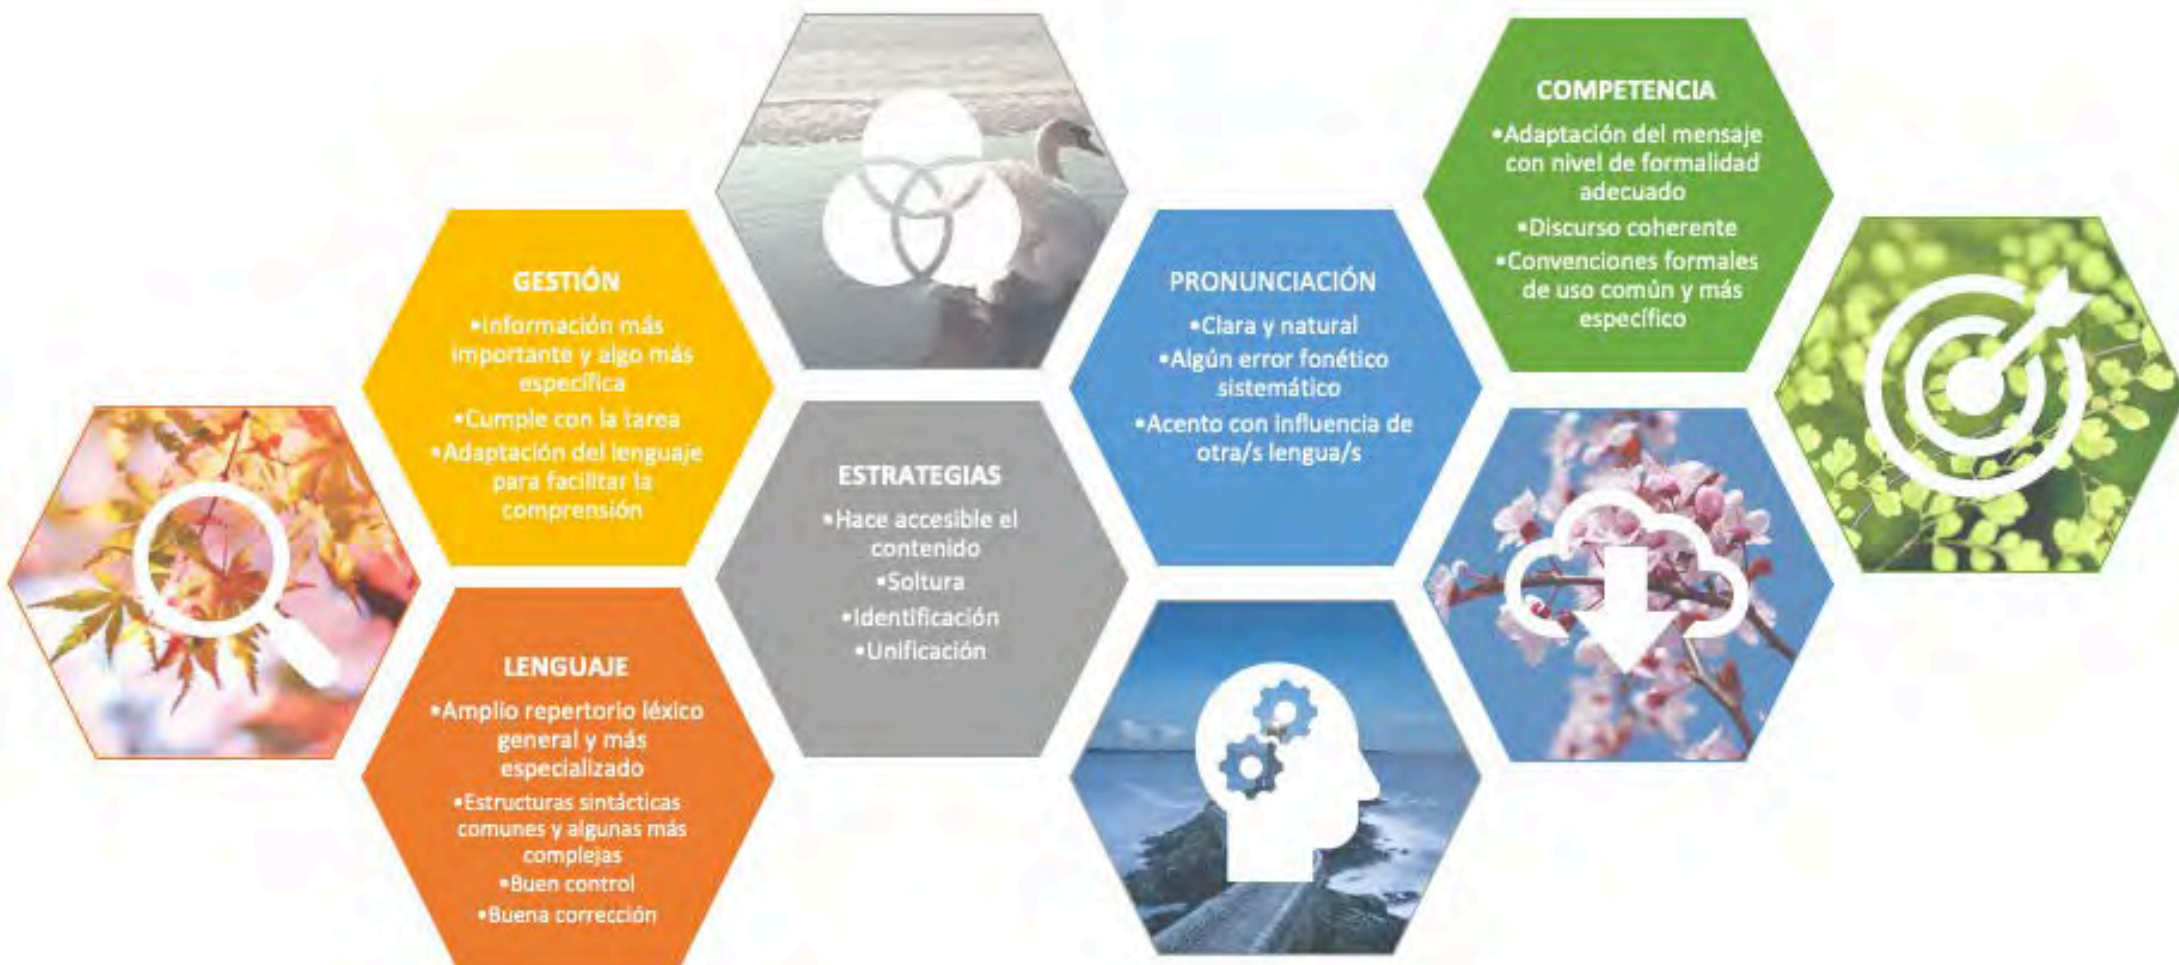 GESTIÓN
•Información más
importante y algo más
específica
•Cumple con la tarea
•Adaptación del lenguaje
para facilitar la
comprensión
LENGUAJE
•Amplio repertorio léxico
general y más
especializado
•Estructuras sintácticas
comunes y algunas más
complejas
•Buen control
•Buena corrección
ESTRATEGIAS
•Hace accesible el
contenido
•Soltura
•Identificación
•Unificación
PRONUNCIACIÓN
•Clara y natural
•Algún error fonético
sistemático
•Acento con influencia de
otra/s lengua/s
COMPETENCIA
•Adaptación del mensaje
con nivel de formalidad
adecuado
•Discurso coherente
•Convenciones formales
de uso común y más
específico